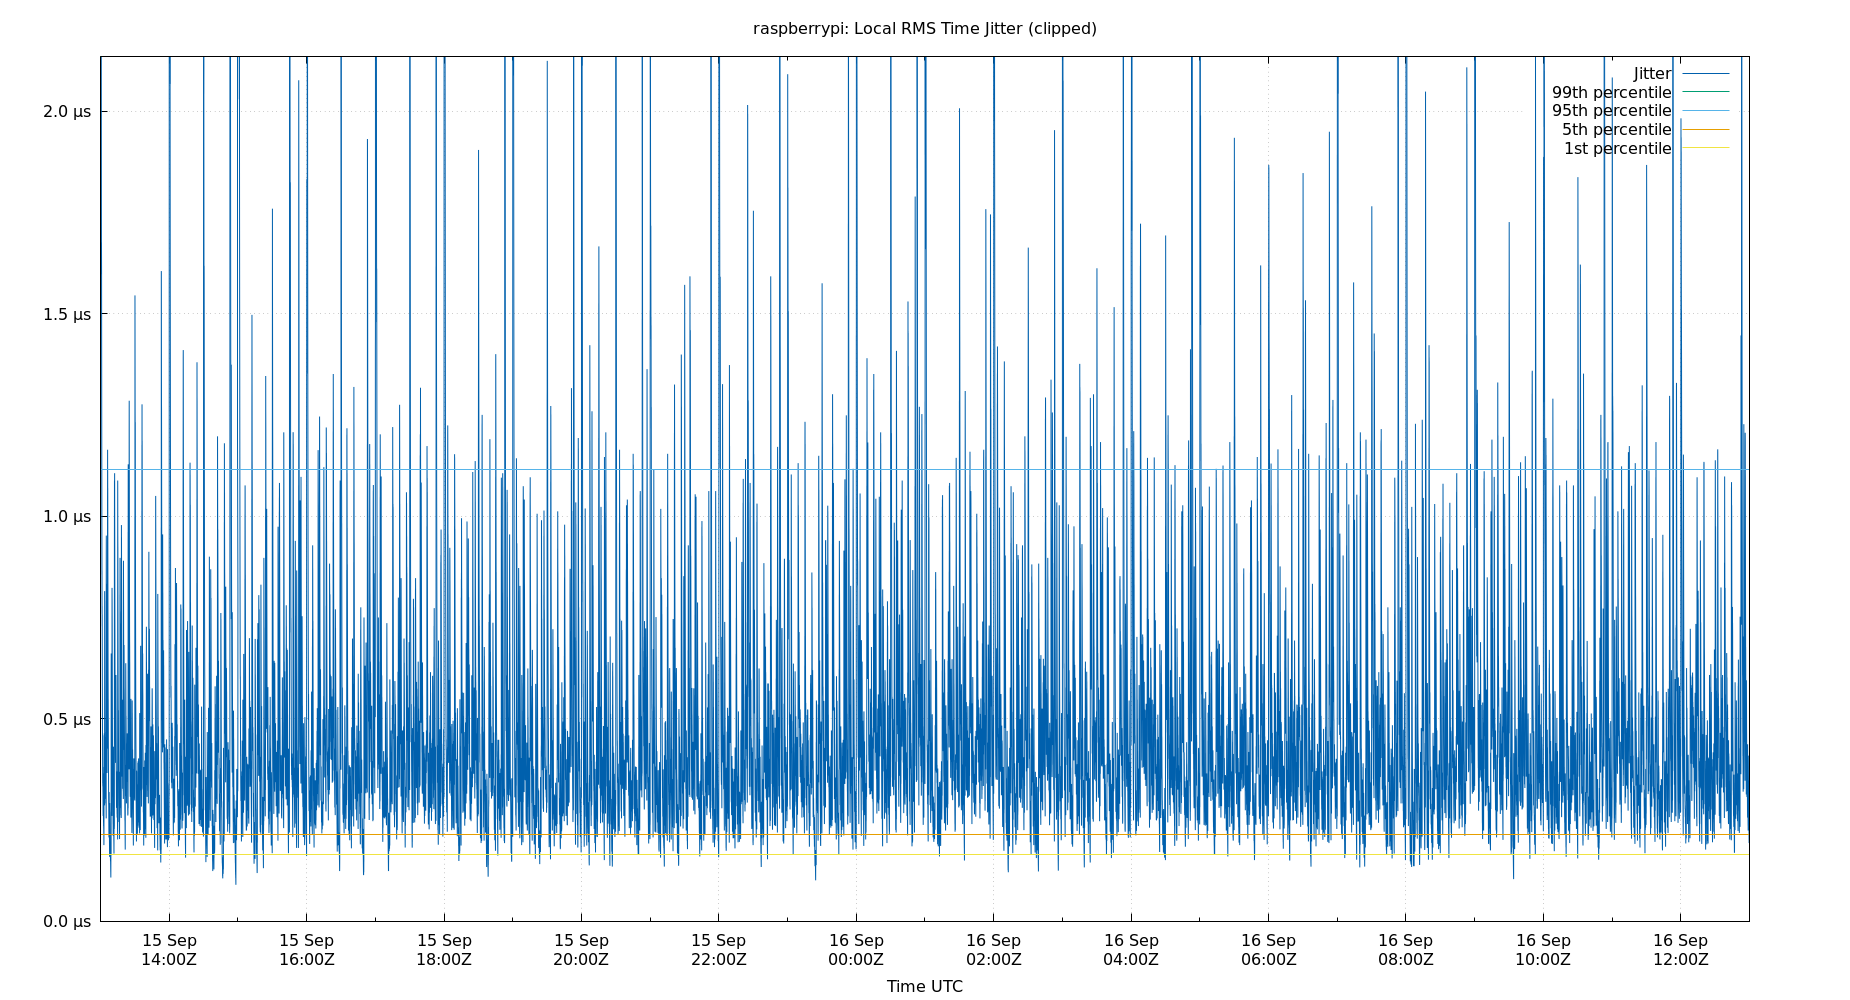 raspberrypi: Local RMS Time Jitter (clipped)
Jitter
99th percentile
95th percentile
5th percentile
1st percentile
2.0 µs
1.5 µs
1.0 µs
0.5 µs
0.0 µs
15 Sep 15 Sep 15 Sep 15 Sep 15 Sep 16 Sep 16 Sep 16 Sep 16 Sep 16 Sep 16 Sep 16 Sep
14:00Z 16:00Z 18:00Z 20:00Z 22:00Z 00:00Z 02:00Z 04:00Z 06:00Z 08:00Z 10:00Z 12:00Z
Time UTC